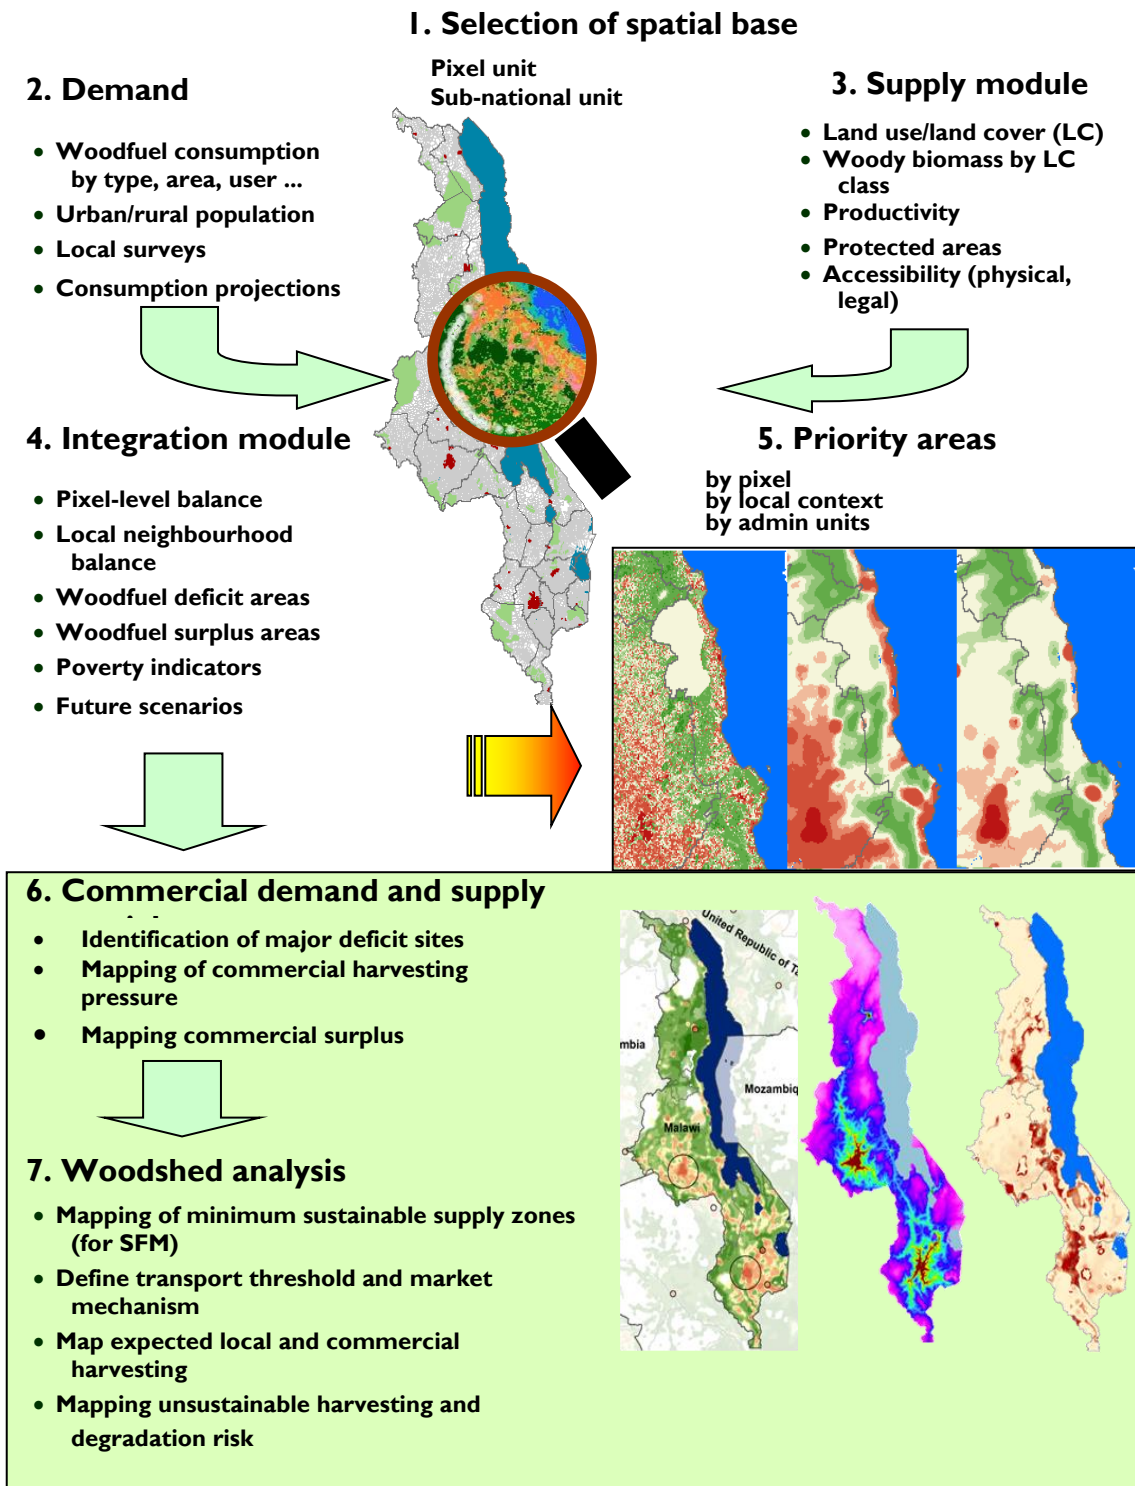 1. Selection of spatial base
Pixel unit
Sub-national unit
2. Demand
• Woodfuel consumption
by type, area, user ...
• Urban/rural population
• Local surveys
• Consumption projections
3. Supply module
• Land use/land cover (LC)
• Woody biomass by LC
class
• Productivity
• Protected areas
• Accessibility (physical,
legal)
4. Integration module
• Pixel-level balance
• Local neighbourhood
balance
• Woodfuel deficit areas
• Woodfuel surplus areas
• Poverty indicators
• Future scenarios
5. Priority areas
by pixel
by local context
by admin units
6. Commercial demand and supply
• Identification of major deficit sites
• Mapping of commercial harvesting
pressure
• Mapping commercial surplus
7. Woodshed analysis
• Mapping of minimum sustainable supply zones
(for SFM)
• Define transport threshold and market
mechanism
• Map expected local and commercial
harvesting
• Mapping unsustainable harvesting and
degradation risk
United Republic of Ta
mbia
Mozambiq
Malawi